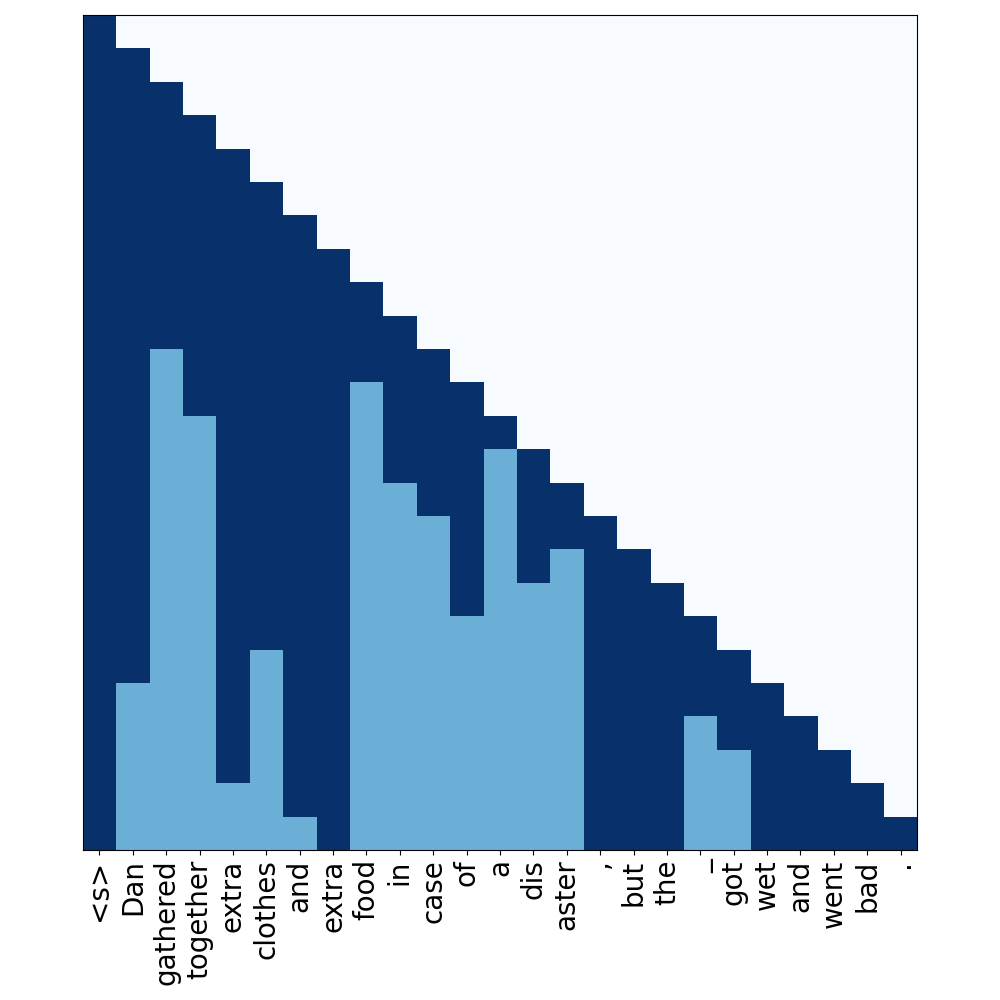 <s> Dan gathered together extra clothes and extra food in case of a dis aster , but the _ got wet and went bad .